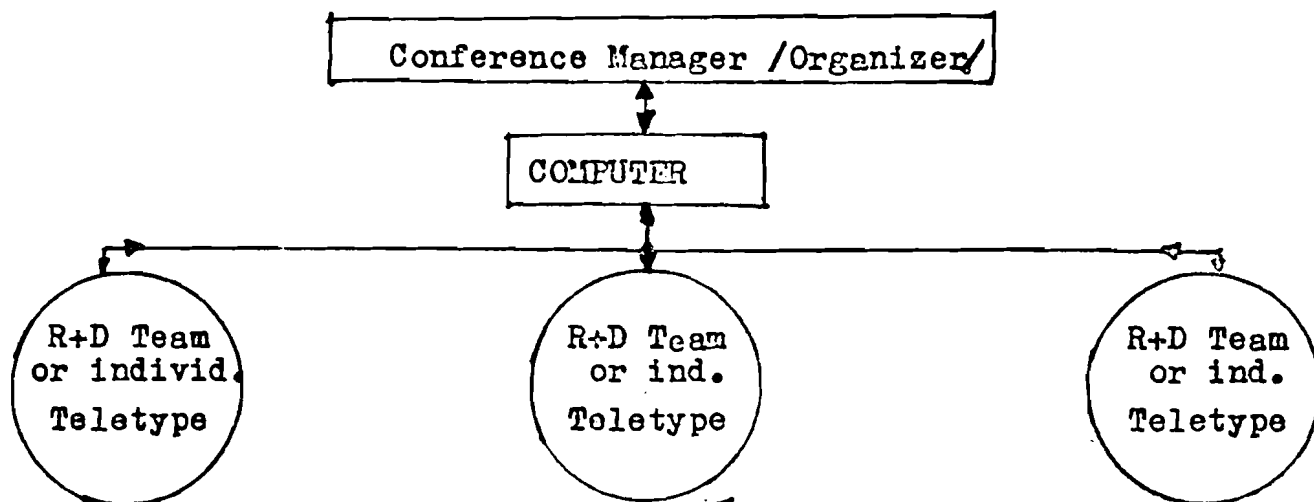 Conference Manager /Organizer/
COMPUTER
R+D Team
or individ.
Teletype
R+D Team
or ind.
Teletype
R+D Team
or ind.
Teletype